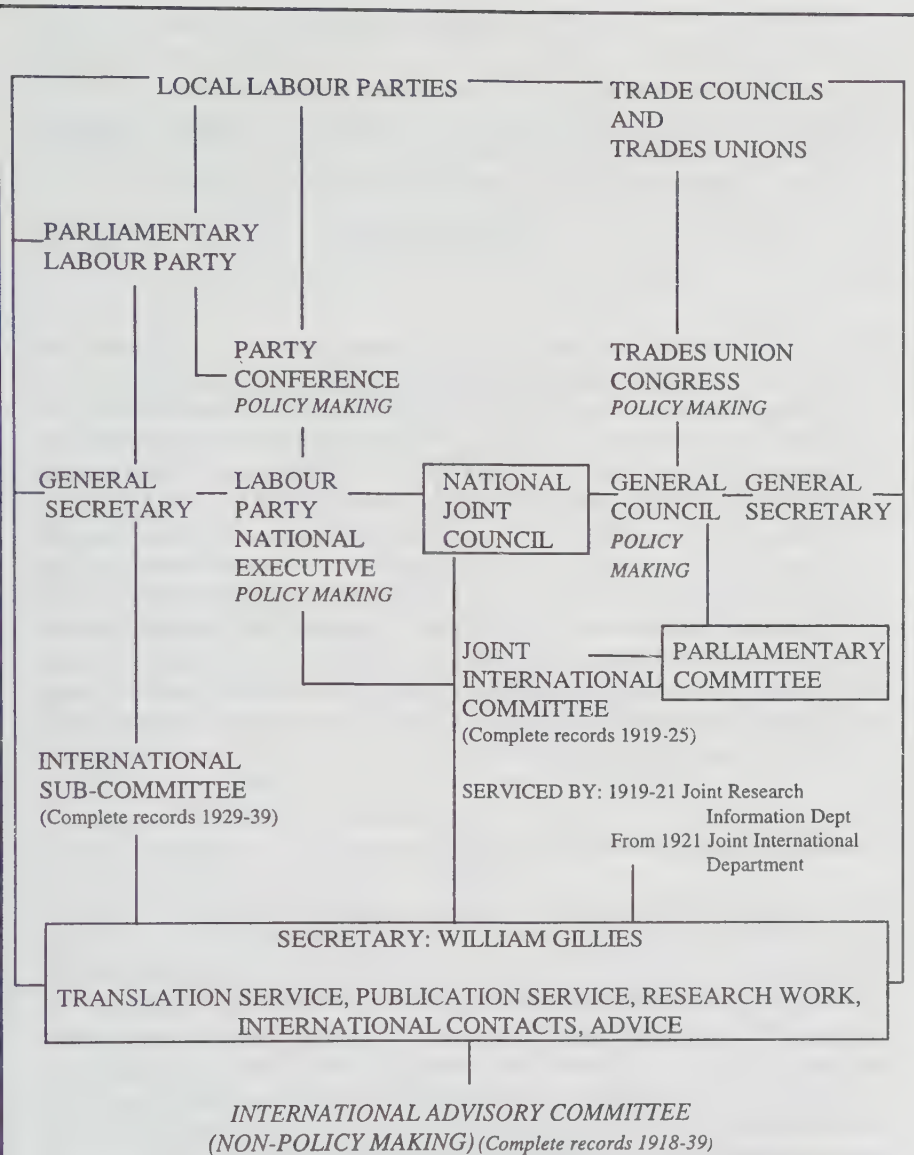 LOCAL LABOUR PARTIES
TRADE COUNCILS
AND
TRADES UNIONS
PARLIAMENTARY
LABOUR PARTY
PARTY
CONFERENCE
POLICY MAKING
TRADES UNION
CONGRESS
POLICY MAKING
GENERAL
SECRETARY
LABOUR
PARTY
NATIONAL
EXECUTIVE
POLICY MAKING
NATIONAL
JOINT
COUNCIL
GENERAL
COUNCIL
POLICY
MAKING
GENERAL
SECRETARY
JOINT
INTERNATIONAL
COMMITTEE
(Complete records 1919-25)
PARLIAMENTARY
COMMITTEE
INTERNATIONAL
SUB-COMMITTEE
(Complete records 1929-39)
SERVICED BY: 1919-21 Joint Research
Information Dept
From 1921 Joint International
Department
SECRETARY: WILLIAM GILLIES
TRANSLATION SERVICE, PUBLICATION SERVICE, RESEARCH WORK,
INTERNATIONAL CONTACTS, ADVICE
INTERNATIONAL ADVISORY COMMITTEE
(NON-POLICY MAKING) (Complete records 1918-39)